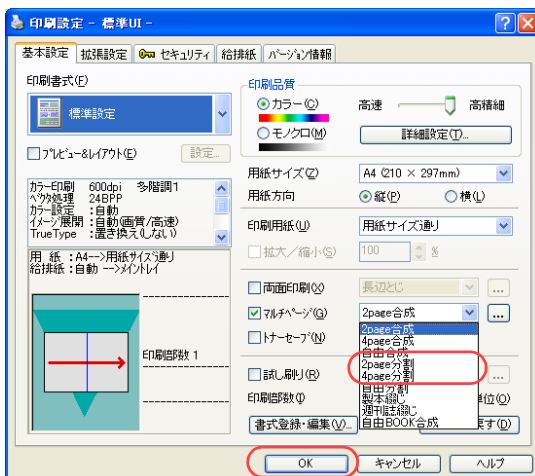 印刷設定 - 標準UI -
基本設定 拡張設定 セキュリティ 給排紙 バージョン情報
印刷書式(F)
標準設定
プレビュー&レイアウト(E) 設定...
カラー印刷 600dpi 多階調1
ベクタ処理 24BPP
カラー設定 :自動
イメージ展開 :自動(画質/高速)
TrueType :置き換え(しない)
用 紙 :A4-->用紙サイズ通り
給排紙:自動 -->メイントレイ
印刷部数 1
印刷品質
カラー(C) 高速 高精細
モノクロ(M) 詳細設定(T)...
用紙サイズ(Z) A4 (210 × 297mm)
用紙方向 縦(P) 横(L)
印刷用紙(U) 用紙サイズ通り
拡大/縮小(S) 100 %
両面印刷(X) 長辺とじ ...
マルチページ(G) 2page合成 ...
トナーセーブ(N)
2page合成
4page合成
自由合成
2page分割
4page分割
自由分割
製本綴じ
週刊誌綴じ
自由BOOK合成
試し刷り(R) ...
印刷部数(I) 単位(O)
書式登録・編集(V)... す(D)
OK キャンセル ヘルプ